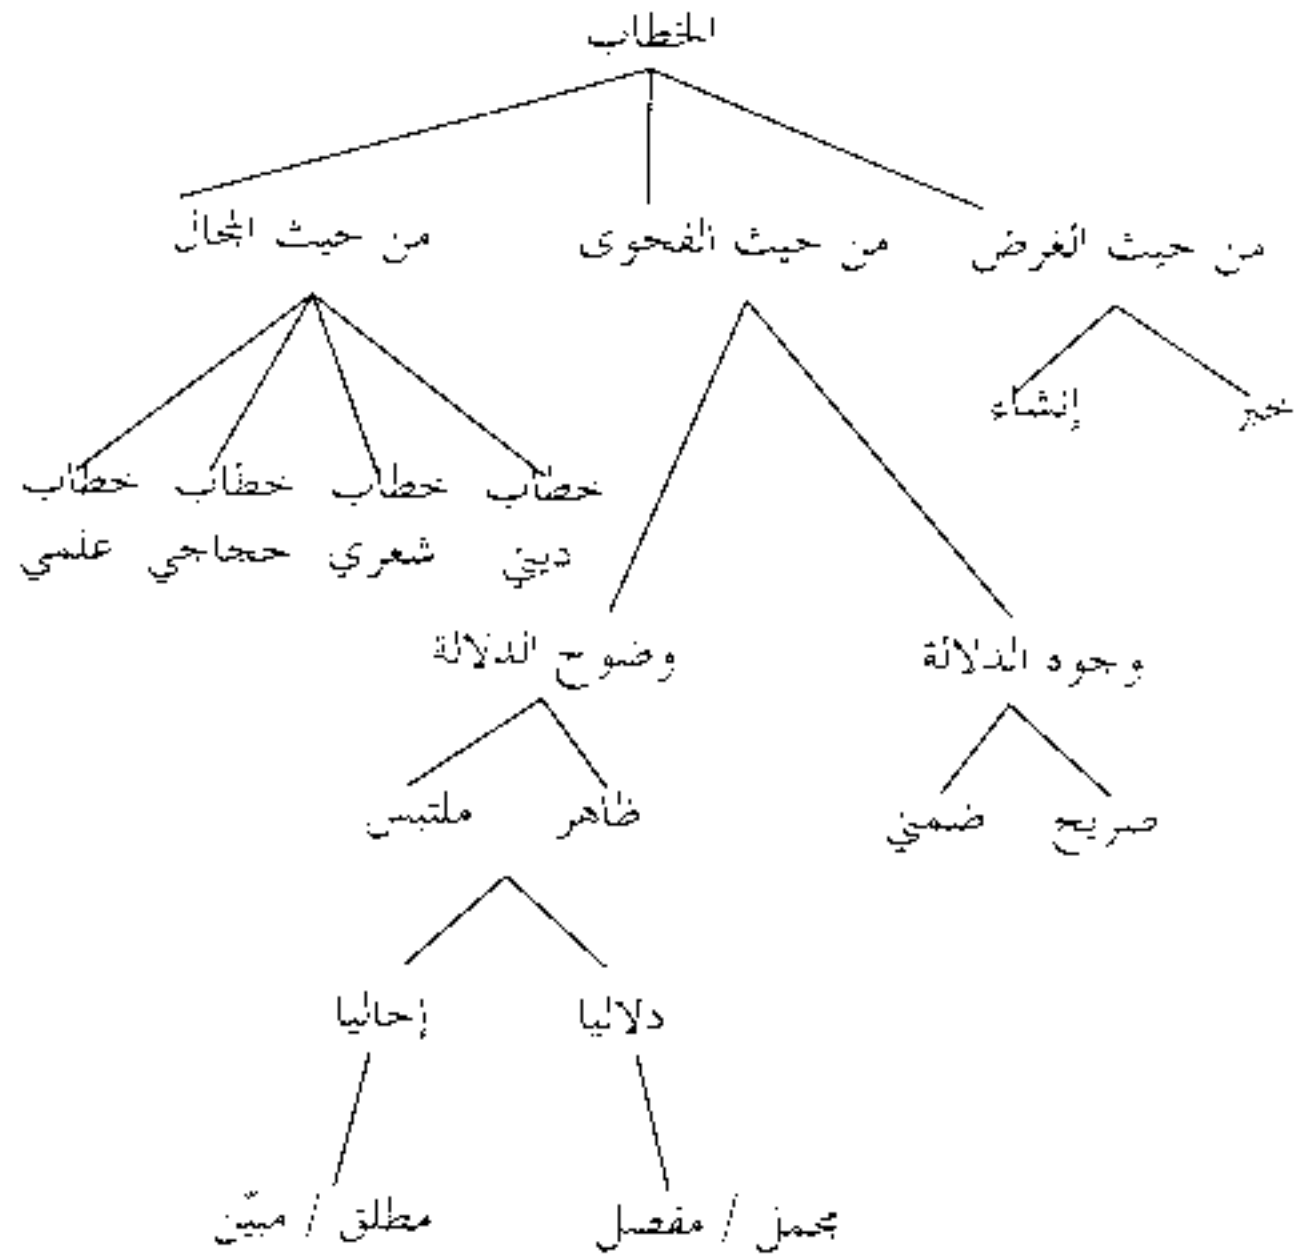 الخطاب
من حيث الغرض من حيث الفحوى من حيث المجال
خبر إنشاء
خطاب خطاب خطاب خطاب
ديني شعري حجاجي علمي
وجود الدلالة وضوح الدلالة
صريح ضمني ظاهر ملتبس
دلاليا إحاليا
مجمل / مفصل مطلق / مبيّن